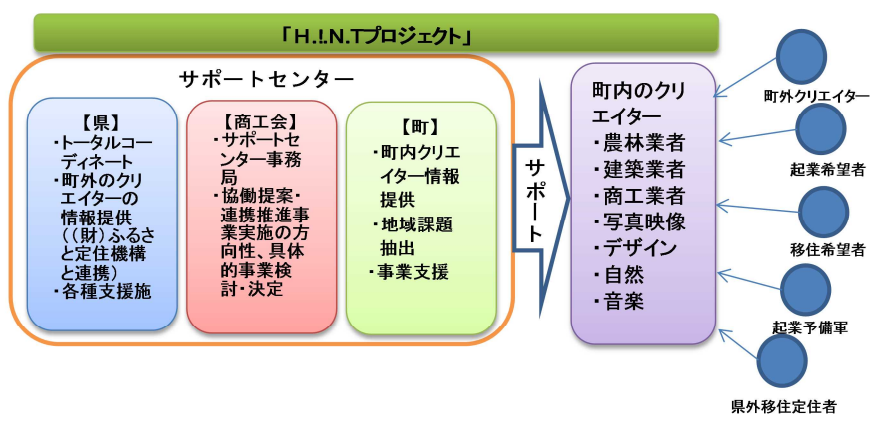 「H.I.N.Tプロジェクト」
サポートセンター
【県】
・トータルコー
ディネート
・町外のクリ
エイターの
情報提供
((財)ふるさ
と定住機構
と連携)
・各種支援施
【商工会】
・サポートセ
ンター事務
局
・協働提案・
連携推進事
業実施の方
向性、具体
的事業検
討・決定
【町】
・町内クリエ
イター情報
提供
・地域課題
抽出
・事業支援
サポート
町内のクリ
エイター
・農林業者
・建築業者
・商工業者
・写真映像
・デザイン
・自然
・音楽
町外クリエイター
起業希望者
移住希望者
起業予備軍
県外移住定住者